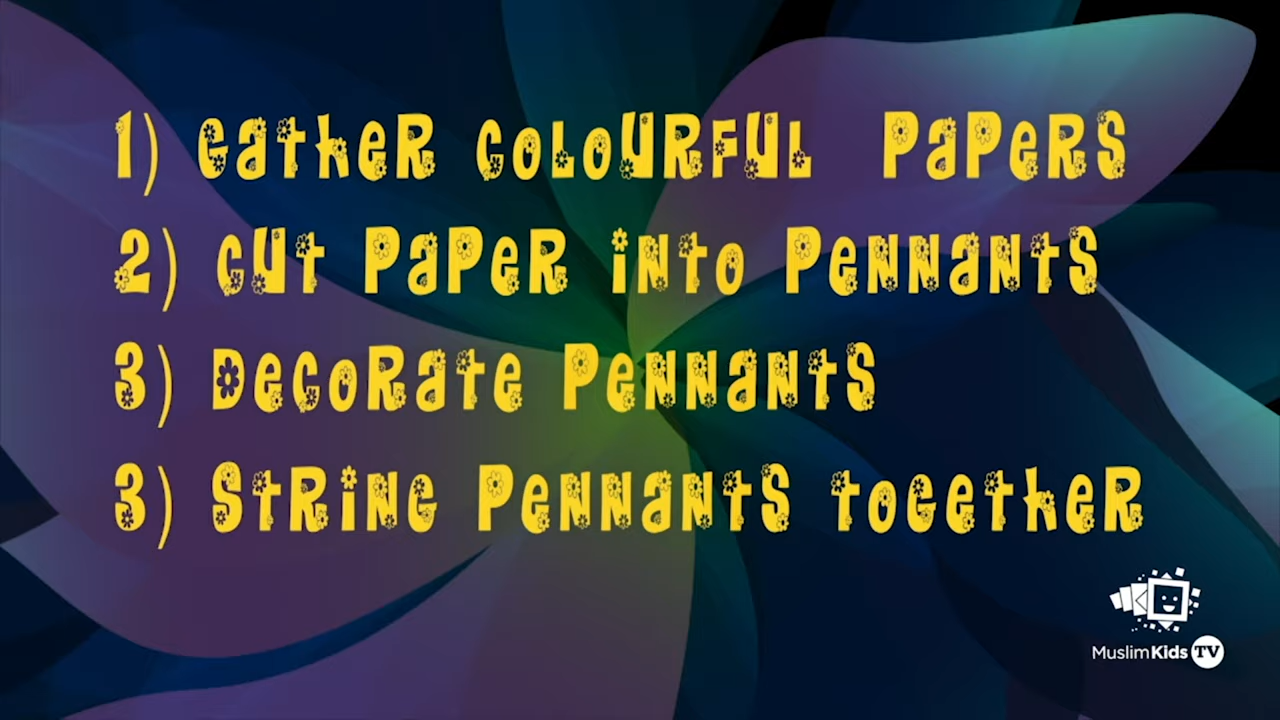 1) Gather Colourful Papers
2) Cut Paper into Pennants
3) Decorate Pennants
3) String Pennants together
MuslimKids TV